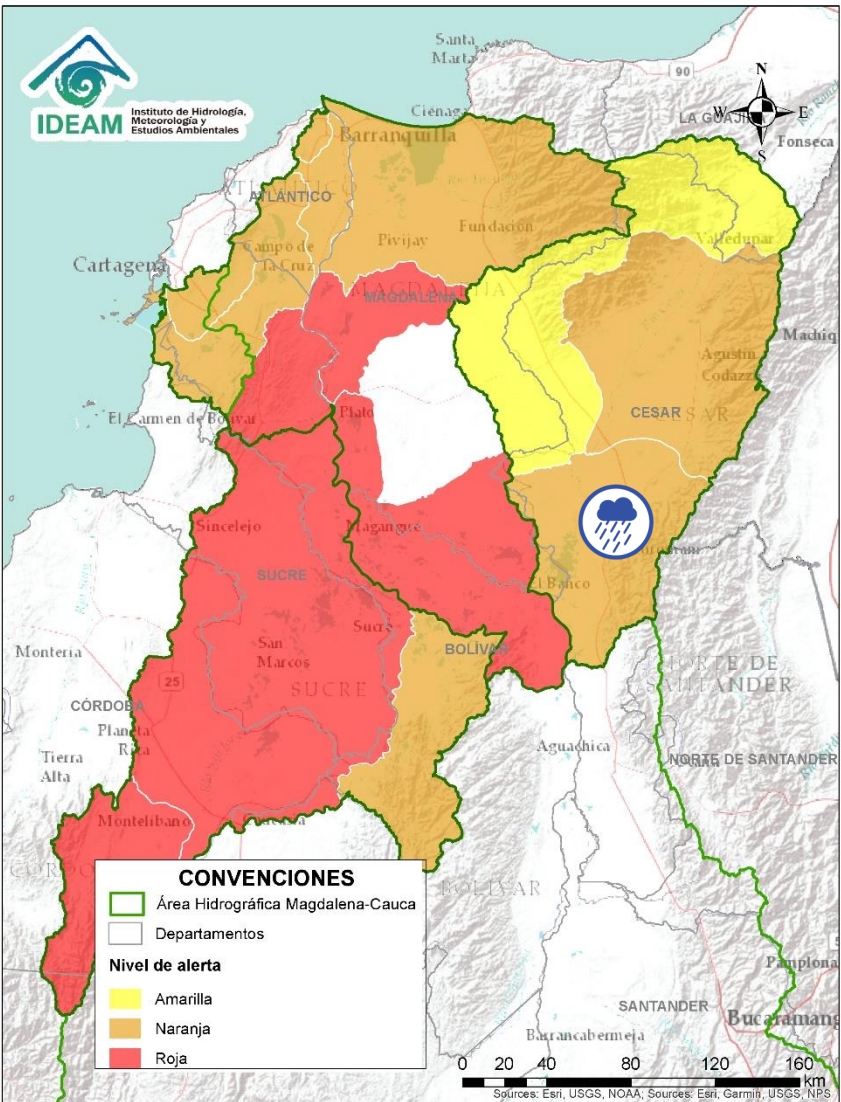 IDEAM
Instituto de Hidrología,
Meteorología y
Estudios Ambientales
Santa
Marta
90
N
W
E
S
LA GUAJI
Ciénaga
Barranquilla
Fonseca
ATLÁNTICO
Fundación
Pivijay
Campo de
la Cruz
Valledupar
Cartagena
MAGDALENA
Machiq
Agustín
Codazzi
CESAR
El Carmen de Bolívar
Plato
Sincelejo
Magangué
El Banco
SUCRE
Sucre
San
Marcos
SUCRE
BOLÍVAR
Montería
25
NORTE DE
SANTANDER
CÓRDOBA
Planeta
Rica
Tierra
Alta
Aguachica
NORTE DE SANTANDER
Montelíbano
Caucasia
BOLÍVAR
CONVENCIONES
Área Hidrográfica Magdalena-Cauca
Departamentos
Nivel de alerta
Amarilla
Naranja
Roja
Pamplona
SANTANDER
Bucaramang
Barrancabermeja
0 20 40 80 120 160
km
Sources: Esri, USGS, NOAA; Sources: Esri, Garmin, USGS, NPS